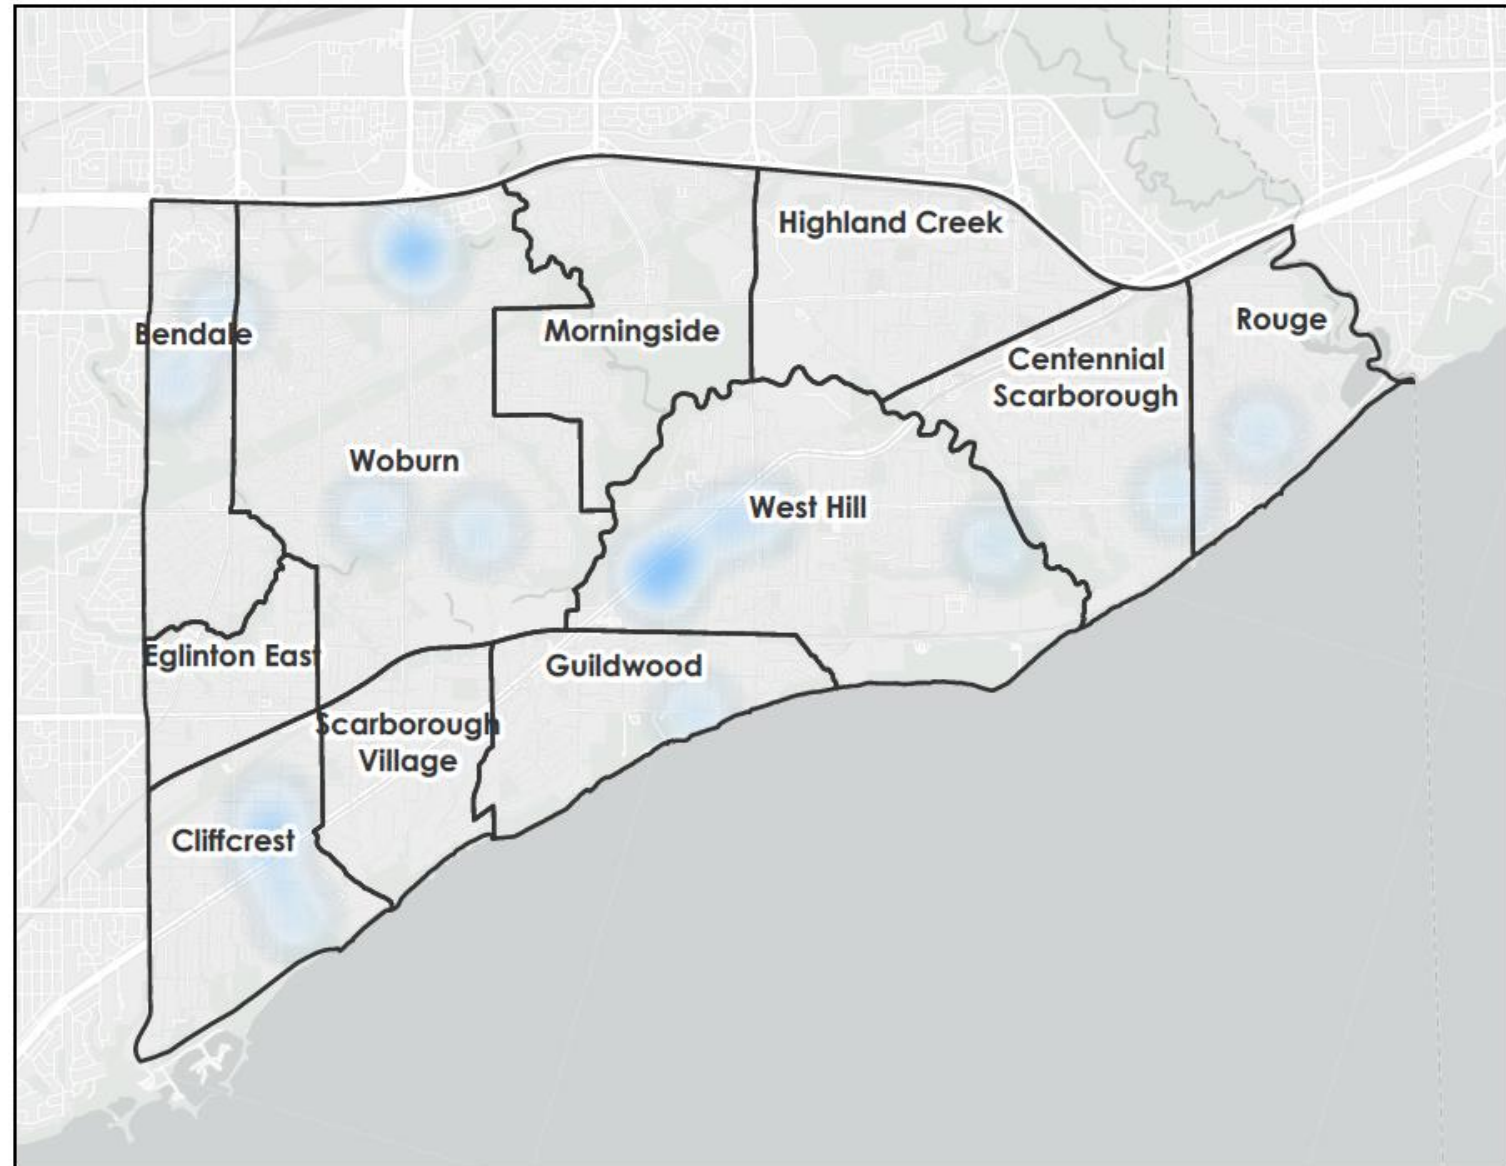 Highland Creek
Rouge
Bendale
Morningside
Centennial
Scarborough
Woburn
West Hill
Eglinton East
Guildwood
Scarborough
Village
Cliffcrest